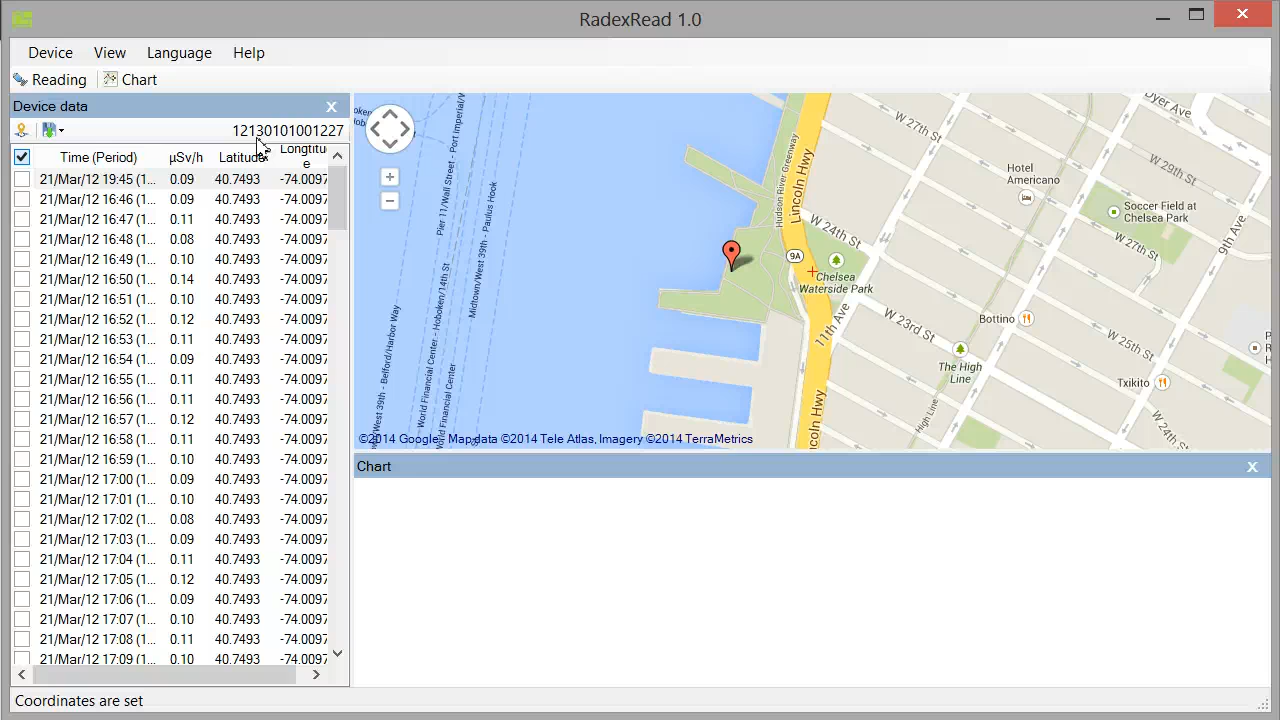 RadexRead 1.0
Device View Language Help
Reading Chart
Device data
12130101001227
Time (Period) µSv/h Latitude Longtitude
21/Mar/12 19:45 (1... 0.09 40.7493 -74.0097
21/Mar/12 16:46 (1... 0.09 40.7493 -74.0097
21/Mar/12 16:47 (1... 0.11 40.7493 -74.0097
21/Mar/12 16:48 (1... 0.08 40.7493 -74.0097
21/Mar/12 16:49 (1... 0.10 40.7493 -74.0097
21/Mar/12 16:50 (1... 0.14 40.7493 -74.0097
21/Mar/12 16:51 (1... 0.10 40.7493 -74.0097
21/Mar/12 16:52 (1... 0.12 40.7493 -74.0097
21/Mar/12 16:53 (1... 0.11 40.7493 -74.0097
21/Mar/12 16:54 (1... 0.09 40.7493 -74.0097
21/Mar/12 16:55 (1... 0.11 40.7493 -74.0097
21/Mar/12 16:56 (1... 0.11 40.7493 -74.0097
21/Mar/12 16:57 (1... 0.12 40.7493 -74.0097
21/Mar/12 16:58 (1... 0.11 40.7493 -74.0097
21/Mar/12 16:59 (1... 0.10 40.7493 -74.0097
21/Mar/12 17:00 (1... 0.09 40.7493 -74.0097
21/Mar/12 17:01 (1... 0.10 40.7493 -74.0097
21/Mar/12 17:02 (1... 0.08 40.7493 -74.0097
21/Mar/12 17:03 (1... 0.09 40.7493 -74.0097
21/Mar/12 17:04 (1... 0.11 40.7493 -74.0097
21/Mar/12 17:05 (1... 0.12 40.7493 -74.0097
21/Mar/12 17:06 (1... 0.09 40.7493 -74.0097
21/Mar/12 17:07 (1... 0.10 40.7493 -74.0097
21/Mar/12 17:08 (1... 0.11 40.7493 -74.0097
21/Mar/12 17:09 (1... 0.10 40.7493 -74.0097
Pier 11/Wall Street - Port Imperial/W
Midtown/West 39th - Paulus Hook
World Financial Center - Hoboken/14th St
West 39th - Belford/Harbor Way
World Financial Center
Hudson River Greenway
Lincoln Hwy
9A
Chelsea
Waterside Park
W 27th St
Dyer Ave
W 29th St
Hotel
Americano
Soccer Field at
Chelsea Park
W 27th St
9th Ave
W 24th St
W 23rd St
11th Ave
Bottino
The High
Line
High Line
W 25th St
Txikito
W 24th St
coln Hwy
©2014 Google, Map data ©2014 Tele Atlas, Imagery ©2014 TerraMetrics
Chart
Coordinates are set